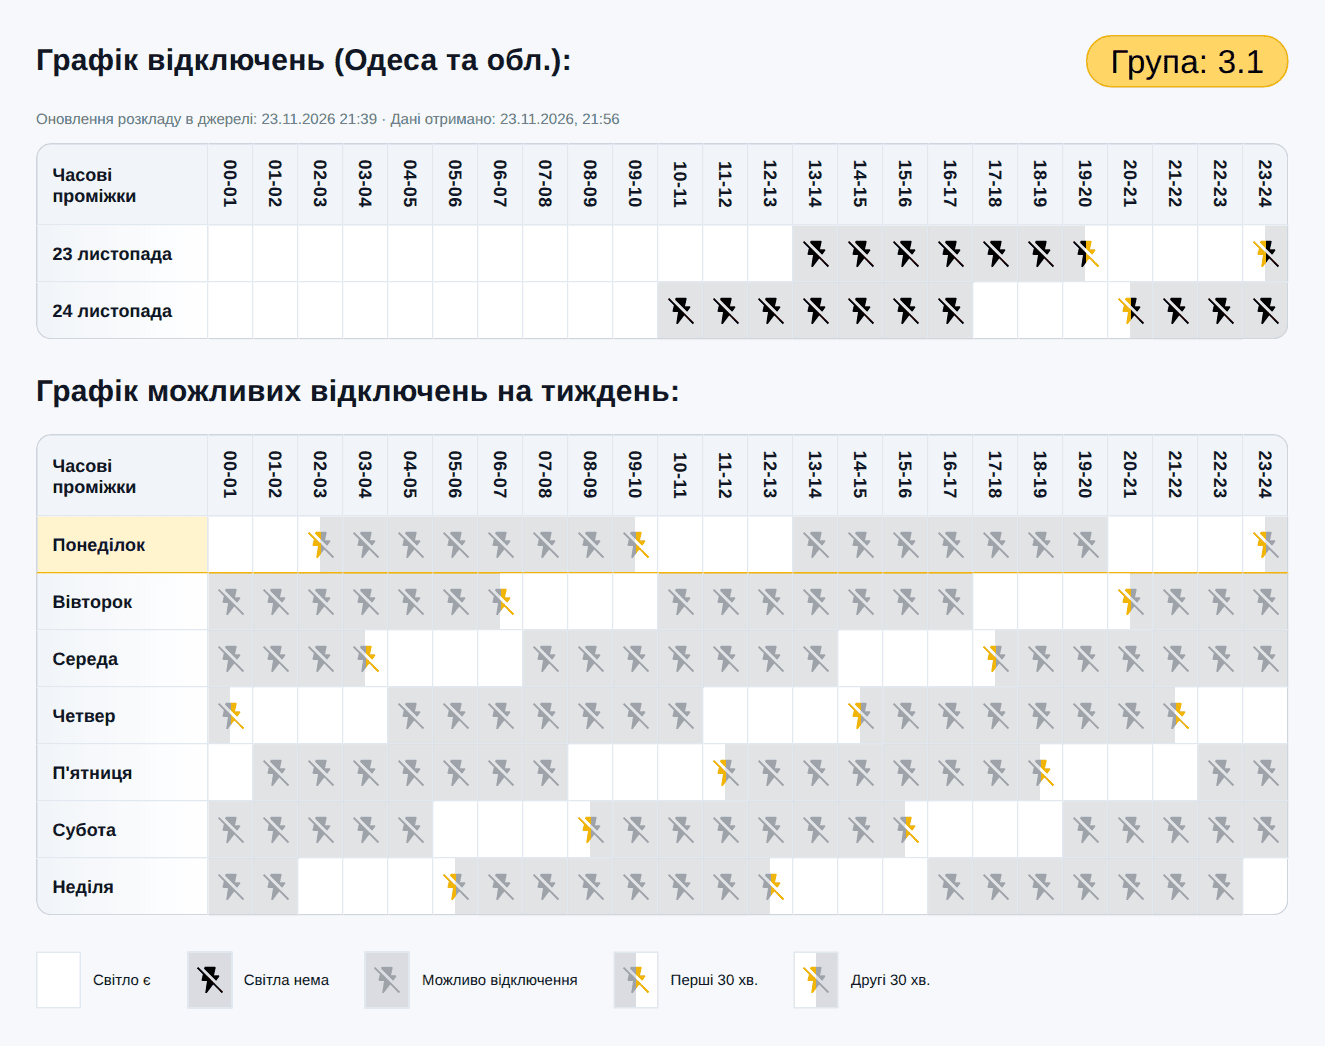 Графік відключень (Одеса та обл.):
Група: 3.1
Оновлення розкладу в джерелі: 23.11.2026 21:39 · Дані отримано: 23.11.2026, 21:56
Часові проміжки 00-01 01-02 02-03 03-04 04-05 05-06 06-07 07-08 08-09 09-10 10-11 11-12 12-13 13-14 14-15 15-16 16-17 17-18 18-19 19-20 20-21 21-22 22-23 23-24
23 листопада
24 листопада
Графік можливих відключень на тиждень:
Часові проміжки 00-01 01-02 02-03 03-04 04-05 05-06 06-07 07-08 08-09 09-10 10-11 11-12 12-13 13-14 14-15 15-16 16-17 17-18 18-19 19-20 20-21 21-22 22-23 23-24
Понеділок
Вівторок
Середа
Четвер
П'ятниця
Субота
Неділя
Світло є Світла нема Можливо відключення Перші 30 хв. Другі 30 хв.